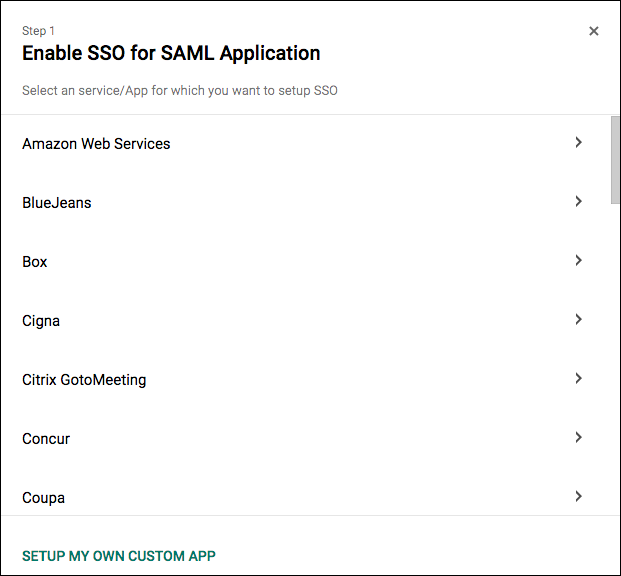 Step 1
Enable SSO for SAML Application
Select an service/App for which you want to setup SSO
Amazon Web Services
BlueJeans
Box
Cigna
Citrix GotoMeeting
Concur
Coupa
SETUP MY OWN CUSTOM APP